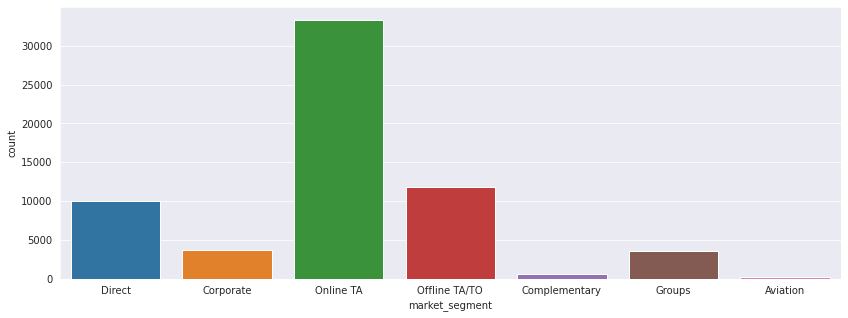 30000
25000
20000
15000
10000
5000
0
count
Direct Corporate Online TA Offline TA/TO Complementary Groups Aviation
market_segment